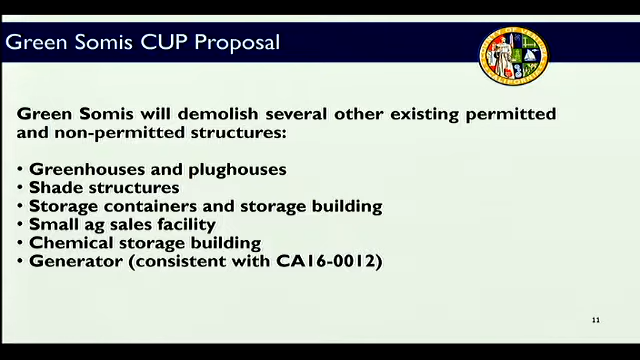 Green Somis CUP Proposal
Green Somis will demolish several other existing permitted
and non-permitted structures:
• Greenhouses and plughouses
• Shade structures
• Storage containers and storage building
• Small ag sales facility
• Chemical storage building
• Generator (consistent with CA16-0012)
11